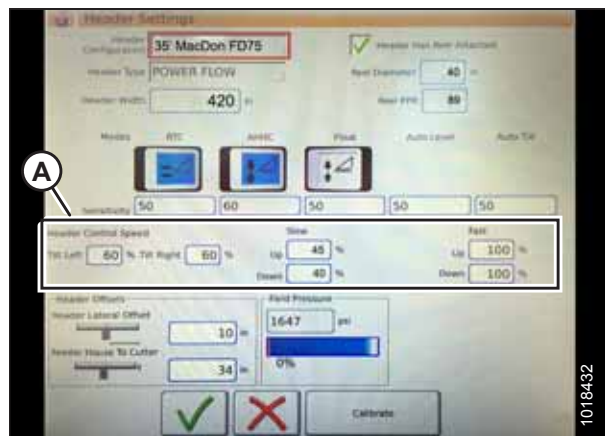 Header Settings
Header Configuration 35' MacDon FD75 Header Has Reel Attached
Header Type POWER FLOW Reel Diameter 40 in
Header Width 420 in Reel PPR 89
Modes RTC AHHC Float Auto Level Auto Tilt
Sensitivity 50 60 50 50 50
A
Header Control Speed Slow Fast
Tilt Left 60 % Tilt Right 60 % Up 45 % Up 100 %
Down 40 % Down 100 %
Header Offsets Field Pressure
Header Lateral Offset 10 in 1647 psi
Feeder House To Cutter 34 in 0%
Calibrate
1018432